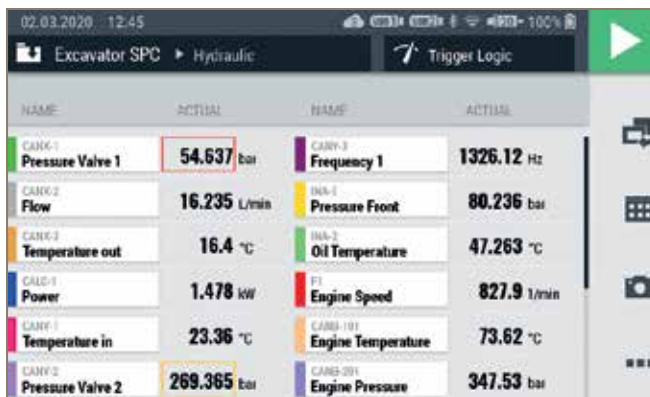 02.03.2020 12:45 100%
Excavator SPC ▸ Hydraulic Trigger Logic
NAME ACTUAL NAME ACTUAL
CANX-1
Pressure Valve 1 54.637 bar
CANX-2
Flow 16.235 L/min
CANX-3
Temperature out 16.4 °C
CALC-1
Power 1.478 kW
CANY-1
Temperature in 23.36 °C
CANY-2
Pressure Valve 2 269.365 bar
CANY-3
Frequency 1 1326.12 Hz
INA-1
Pressure Front 80.236 bar
INA-2
Oil Temperature 47.263 °C
F1
Engine Speed 827.9 1/min
CANB-101
Engine Temperature 73.62 °C
CANB-201
Engine Pressure 347.53 bar